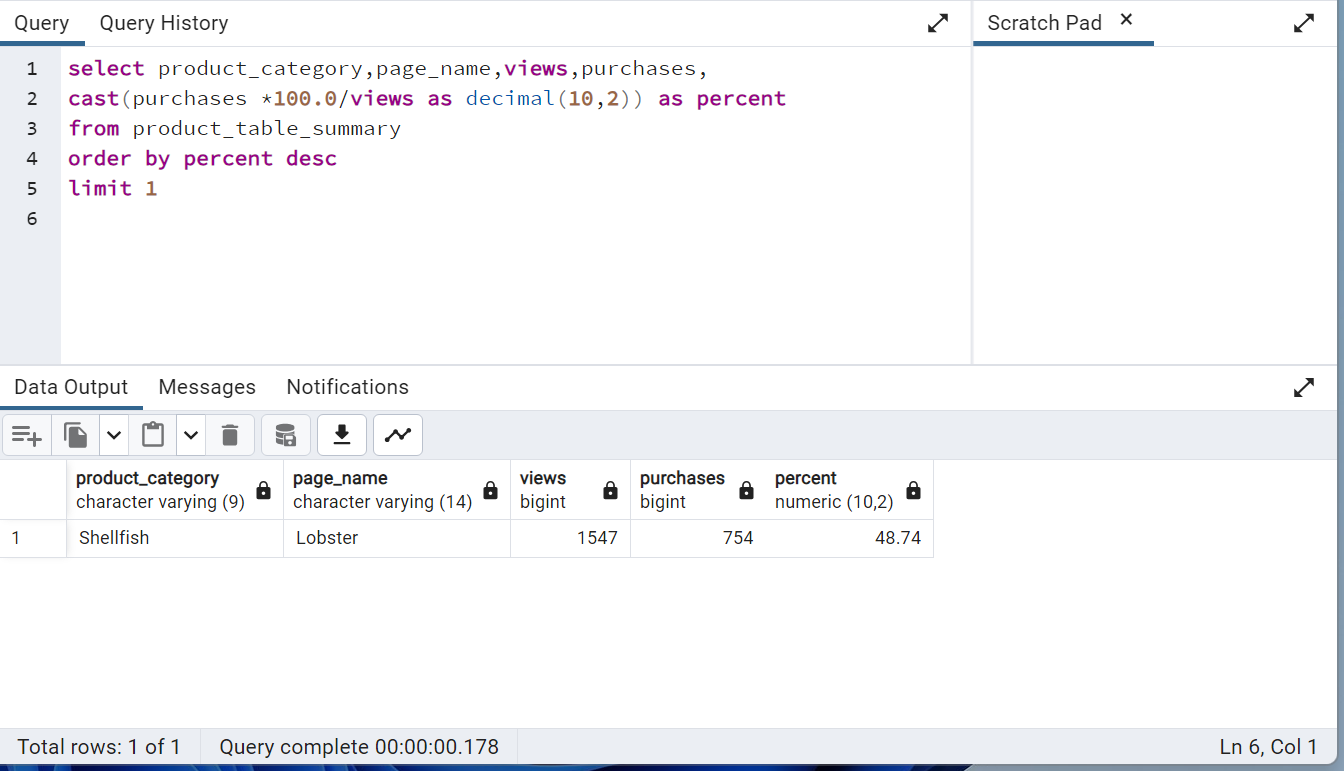 Query Query History Scratch Pad ×
1 select product_category,page_name,views,purchases,
2 cast(purchases *100.0/views as decimal(10,2)) as percent
3 from product_table_summary
4 order by percent desc
5 limit 1
6
Data Output Messages Notifications
product_category page_name views purchases percent
character varying (9) character varying (14) bigint bigint numeric (10,2)
1 Shellfish Lobster 1547 754 48.74
Total rows: 1 of 1 Query complete 00:00:00.178 Ln 6, Col 1